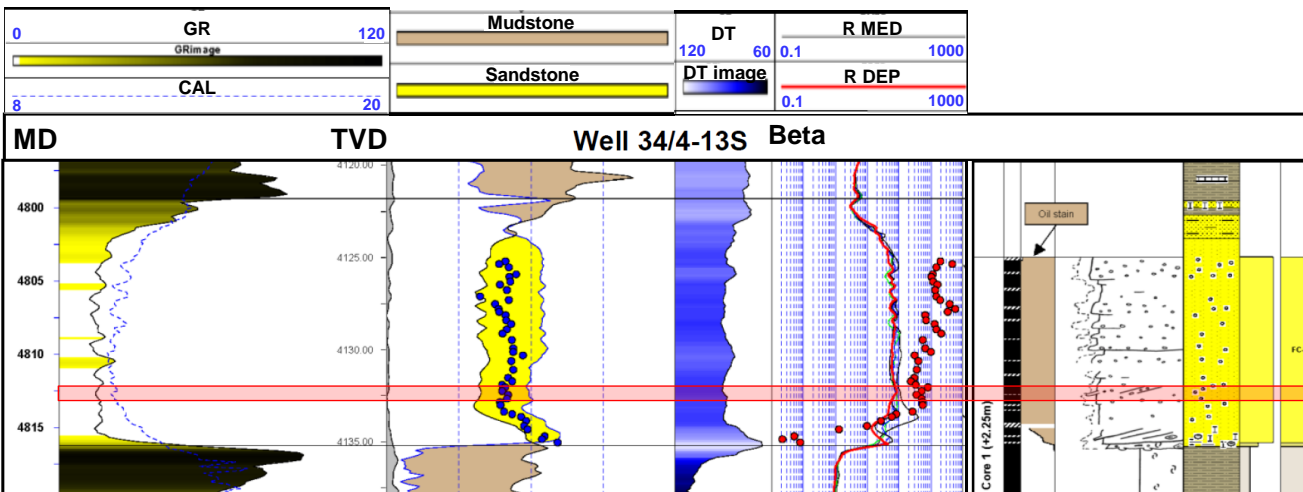 GR
0 120
GRimage
CAL
8 20
Mudstone
Sandstone
DT
120 60
DT image
R MED
0.1 1000
R DEP
0.1 1000
MD TVD Well 34/4-13S Beta
4120.00
4800
4125.00
4805
4130.00
4810
4815
4135.00
Oil stain
Core 1 (+2.25m)
FC-